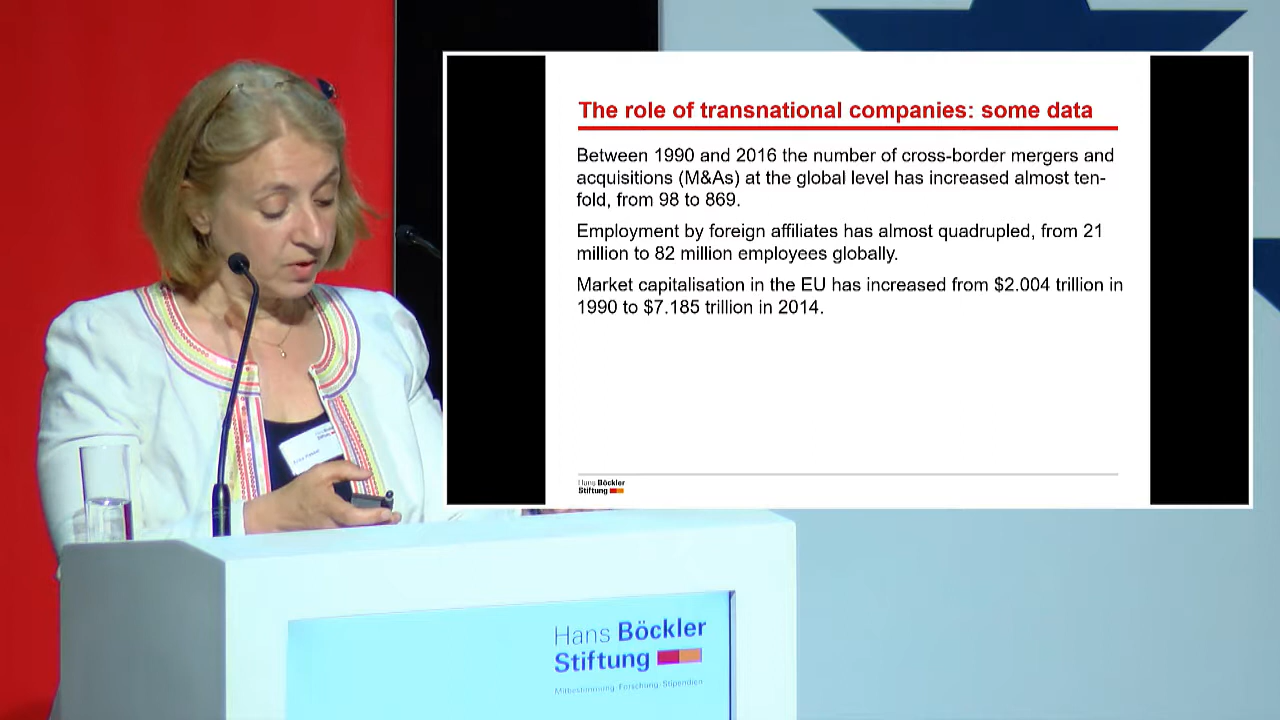 The role of transnational companies: some data
Between 1990 and 2016 the number of cross-border mergers and
acquisitions (M&As) at the global level has increased almost ten-
fold, from 98 to 869.
Employment by foreign affiliates has almost quadrupled, from 21
million to 82 million employees globally.
Market capitalisation in the EU has increased from $2.004 trillion in
1990 to $7.185 trillion in 2014.
Hans Böckler
Stiftung
Hans Böckler
Stiftung
Mitbestimmung. Forschung. Stipendien